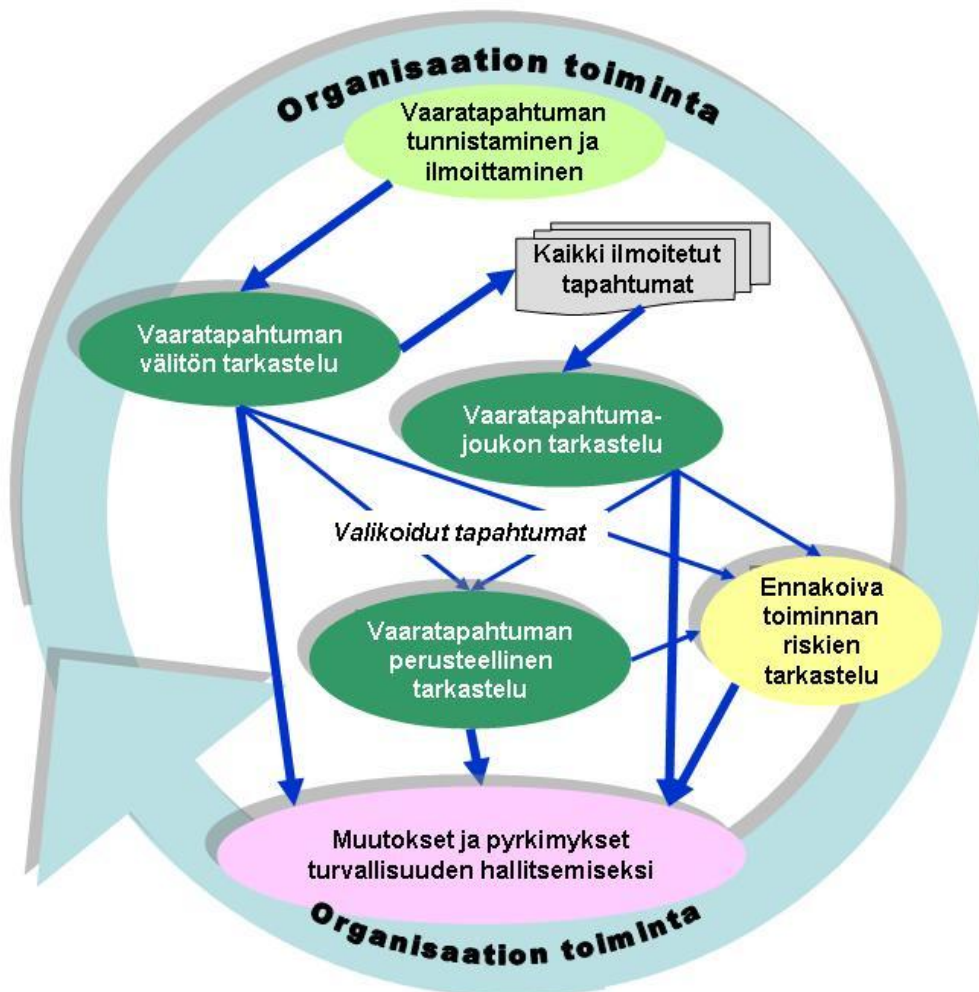 Organisaation toiminta
Vaaratapahtuman
tunnistaminen ja
ilmoittaminen
Kaikki ilmoitetut
tapahtumat
Vaaratapahtuman
välitön tarkastelu
Vaaratapahtuma-
joukon tarkastelu
Valikoidut tapahtumat
Ennakoiva
toiminnan
riskien
tarkastelu
Vaaratapahtuman
perusteellinen
tarkastelu
Muutokset ja pyrkimykset
turvallisuuden hallitsemiseksi
Organisaation toiminta